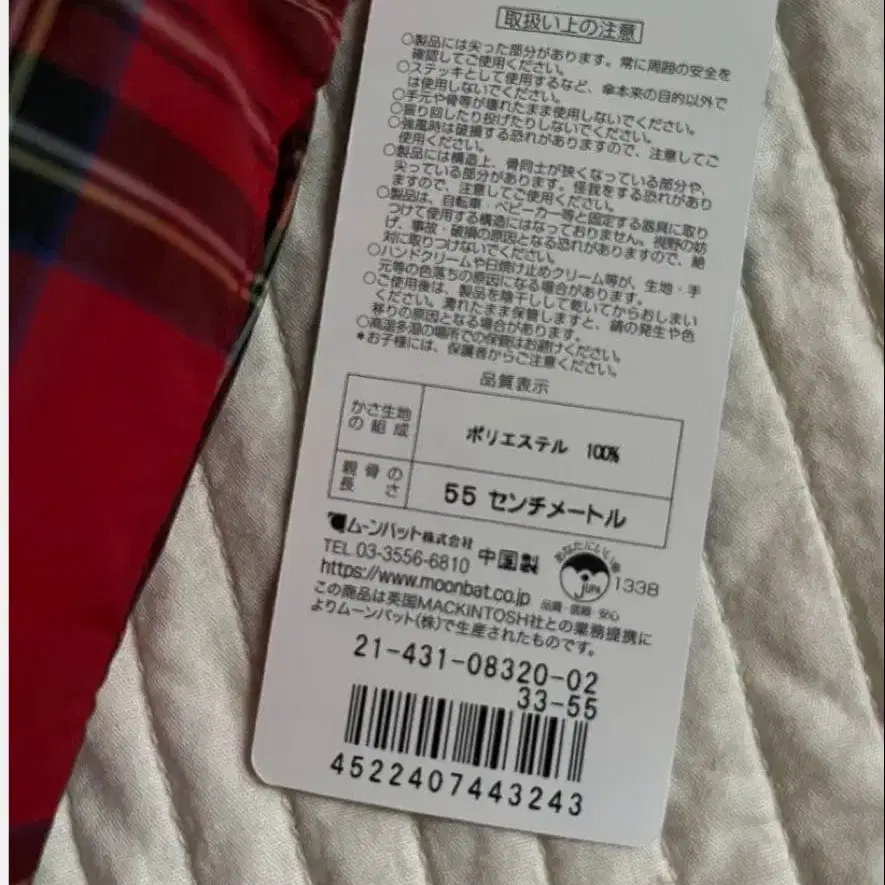 取扱い上の注意
○製品には尖った部分があります。常に周囲の安全を
確認してご使用ください。
○ステッキとして使用するなど、傘本来の目的以外で
は使用しないでください。
○手元や骨等が壊れたまま使用しないでください。
○振り回したり投げたりしないでください。
○強風時は破損する恐れがありますので、注意してご
使用ください。
○製品には構造上、骨同士が狭くなっている部分や、
尖っている部分があります。怪我をする恐れがあり
ますので、注意してご使用ください。
○製品は、自転車・ベビーカー等と固定する器具に取り
つけて使用する構造にはなっておりません。視野の妨
げ、事故・破損の原因となる恐れがありますので、絶
対に取りつけないでください。
○ハンドクリームや日焼け止めクリーム等が、生地・手
元等の色落ちの原因になる場合があります。
○ご使用後は、製品を陰干しして乾いてからおしまい
ください。濡れたまま保管しますと、錆の発生や色
移りの原因となる場合があります。
○高温多湿の場所での保管はお避けください。
*お子様には、保護者からご注意ください。
品質表示
かさ生地
の組成
ポリエステル 100%
親骨の
長さ
55 センチメートル
ムーンバット株式会社
TEL.03-3556-6810 中国製
https://www.moonbat.co.jp
あなたにいい傘
JUPA
品質・信頼・安心
1338
この商品は英国MACKINTOSH社との業務提携に
よりムーンバット(株)で生産されたものです。
21-431-08320-02
33-55
4522407443243